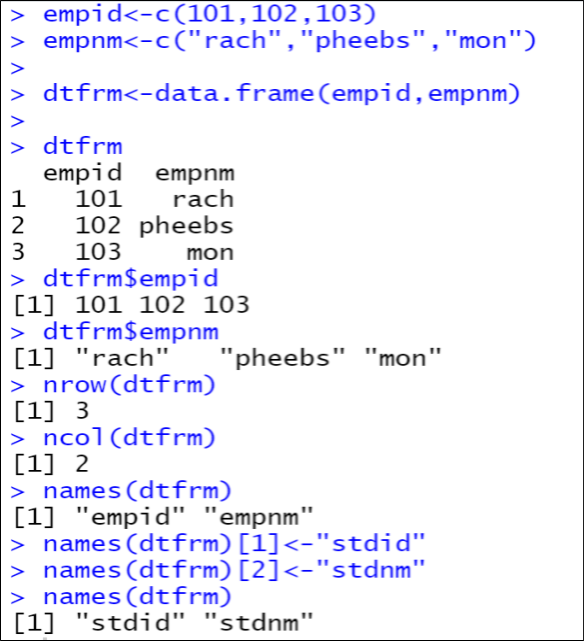 > empid<-c(101,102,103)
> empnm<-c("rach","pheebs","mon")
>
> dtfrm<-data.frame(empid,empnm)
>
> dtfrm
  empid  empnm
1   101   rach
2   102 pheebs
3   103    mon
> dtfrm$empid
[1] 101 102 103
> dtfrm$empnm
[1] "rach"   "pheebs" "mon"
> nrow(dtfrm)
[1] 3
> ncol(dtfrm)
[1] 2
> names(dtfrm)
[1] "empid" "empnm"
> names(dtfrm)[1]<-"stdid"
> names(dtfrm)[2]<-"stdnm"
> names(dtfrm)
[1] "stdid" "stdnm"